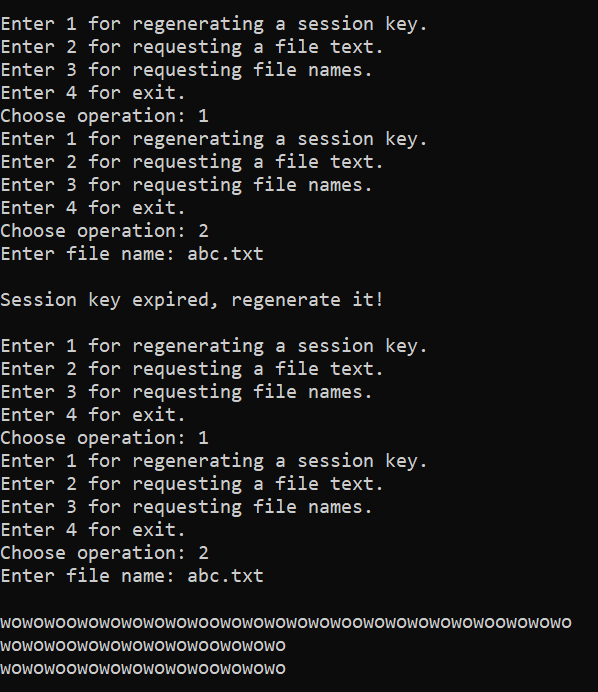 Enter 1 for regenerating a session key.
Enter 2 for requesting a file text.
Enter 3 for requesting file names.
Enter 4 for exit.
Choose operation: 1
Enter 1 for regenerating a session key.
Enter 2 for requesting a file text.
Enter 3 for requesting file names.
Enter 4 for exit.
Choose operation: 2
Enter file name: abc.txt
Session key expired, regenerate it!
Enter 1 for regenerating a session key.
Enter 2 for requesting a file text.
Enter 3 for requesting file names.
Enter 4 for exit.
Choose operation: 1
Enter 1 for regenerating a session key.
Enter 2 for requesting a file text.
Enter 3 for requesting file names.
Enter 4 for exit.
Choose operation: 2
Enter file name: abc.txt
wowowoowowowowowowoowowowowowowoowowowowowowoowowowo
wowowoowowowowowowoowowowo
wowowoowowowowowowoowowowo